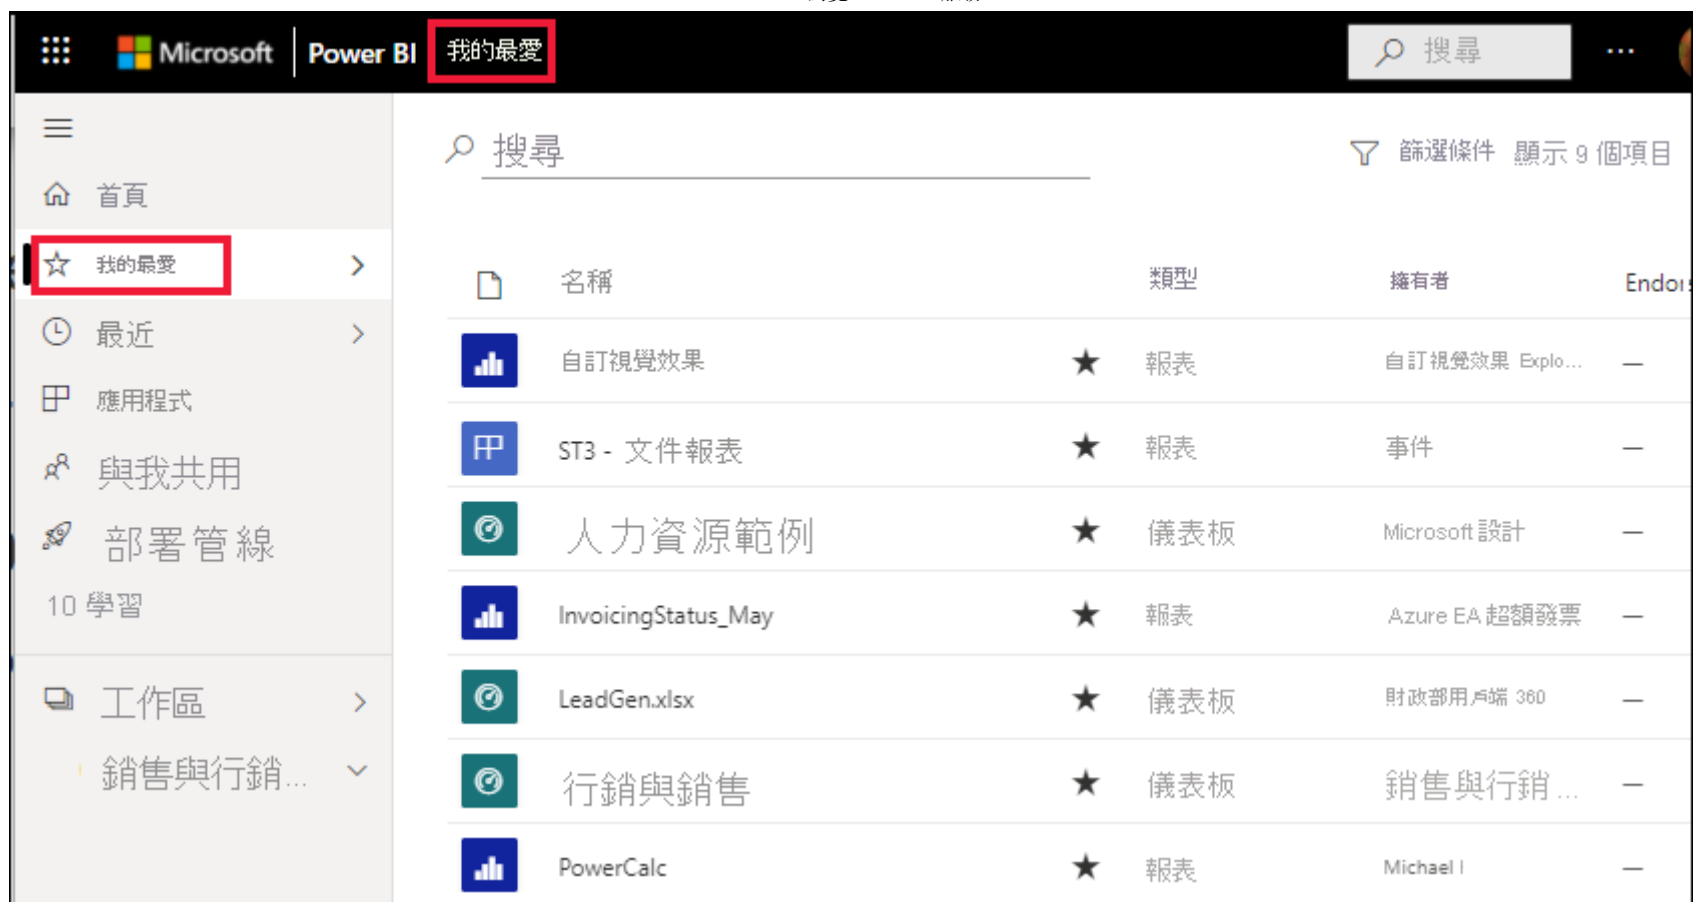 Microsoft Power BI 我的最愛 搜尋 ...
搜尋 篩選條件 顯示 9 個項目
首頁
我的最愛
最近
應用程式
與我共用
部署管線
10 學習
工作區
銷售與行銷...
名稱 類型 擁有者
自訂視覺效果 報表 自訂視覺效果 Explo...
ST3 - 文件報表 報表 事件 —
人力資源範例 儀表板 Microsoft 設計 —
InvoicingStatus_May 報表 Azure EA 超額發票 —
LeadGen.xlsx 儀表板 財政部用戶端 360 —
行銷與銷售 儀表板 銷售與行銷... —
PowerCalc 報表 Michael I —